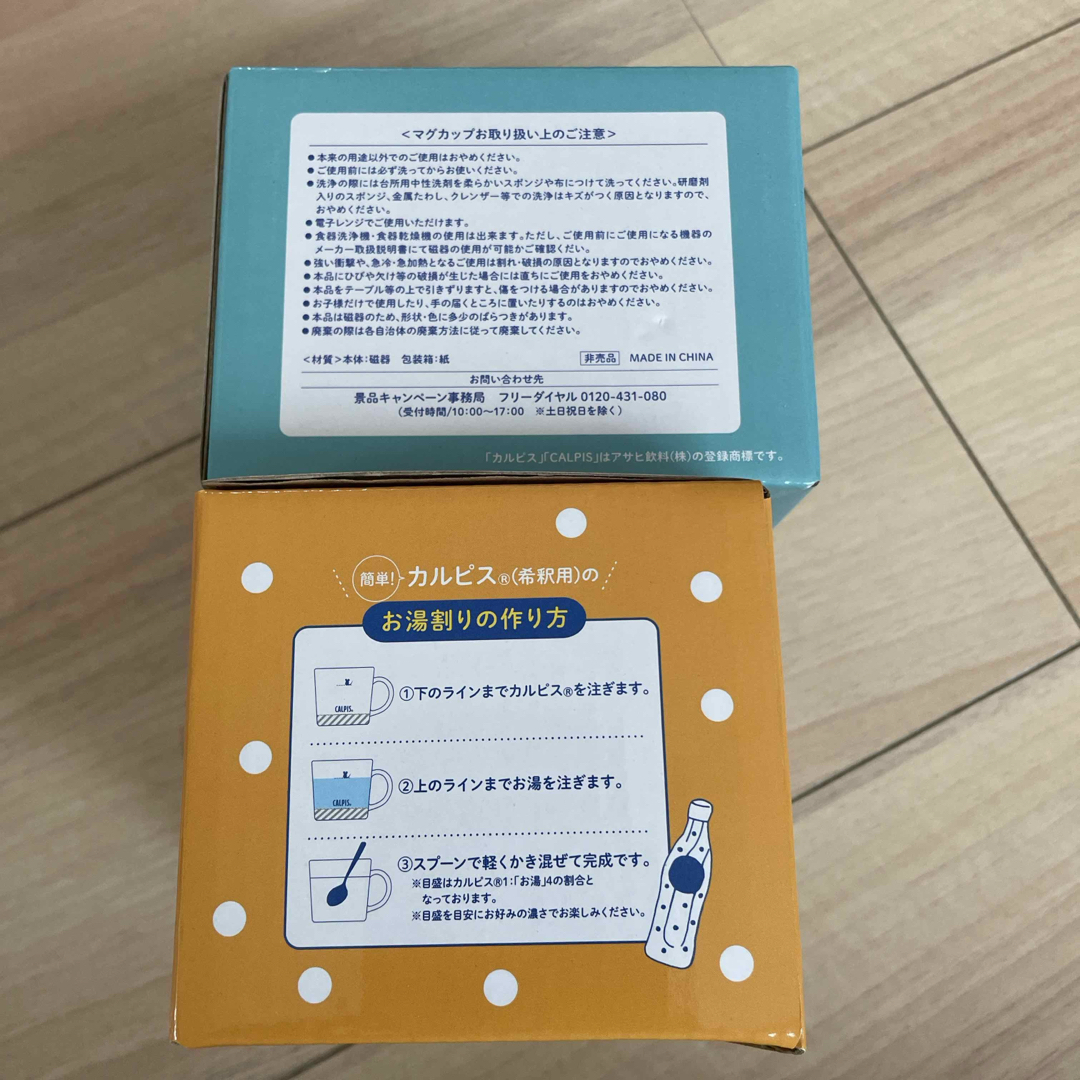 <マグカップお取り扱い上のご注意>
●本来の用途以外でのご使用はおやめください。
●ご使用前には必ず洗ってからお使いください。
●洗浄の際には台所用中性洗剤を柔らかいスポンジや布につけて洗ってください。研磨剤
入りのスポンジ、金属たわし、クレンザー等での洗浄はキズがつく原因となりますので、
おやめください。
●電子レンジでご使用いただけます。
●食器洗浄機・食器乾燥機の使用は出来ます。ただし、ご使用前にご使用になる機器の
メーカー取扱説明書にて磁器の使用が可能かご確認ください。
●強い衝撃や、急冷・急加熱となるご使用は割れ・破損の原因となりますのでおやめください。
●本品にひびや欠け等の破損が生じた場合には直ちにご使用をおやめください。
●本品をテーブル等の上で引きずりますと、傷をつける場合がありますのでおやめください。
●お子様だけで使用したり、手の届くところに置いたりするのはおやめください。
●本品は磁器のため、形状・色に多少のばらつきがあります。
●廃棄の際は各自治体の廃棄方法に従って廃棄してください。
<材質>本体:磁器 包装箱:紙 非売品 MADE IN CHINA
お問い合わせ先
景品キャンペーン事務局 フリーダイヤル 0120-431-080
(受付時間/10:00〜17:00 ※土日祝日を除く)
「カルピス」「CALPIS」はアサヒ飲料(株)の登録商標です。
簡単! カルピス®(希釈用)の
お湯割りの作り方
CALPIS®
①下のラインまでカルピス®を注ぎます。
CALPIS®
②上のラインまでお湯を注ぎます。
③スプーンで軽くかき混ぜて完成です。
※目盛はカルピス®1:「お湯」4の割合と
なっております。
※目盛を目安にお好みの濃さでお楽しみください。